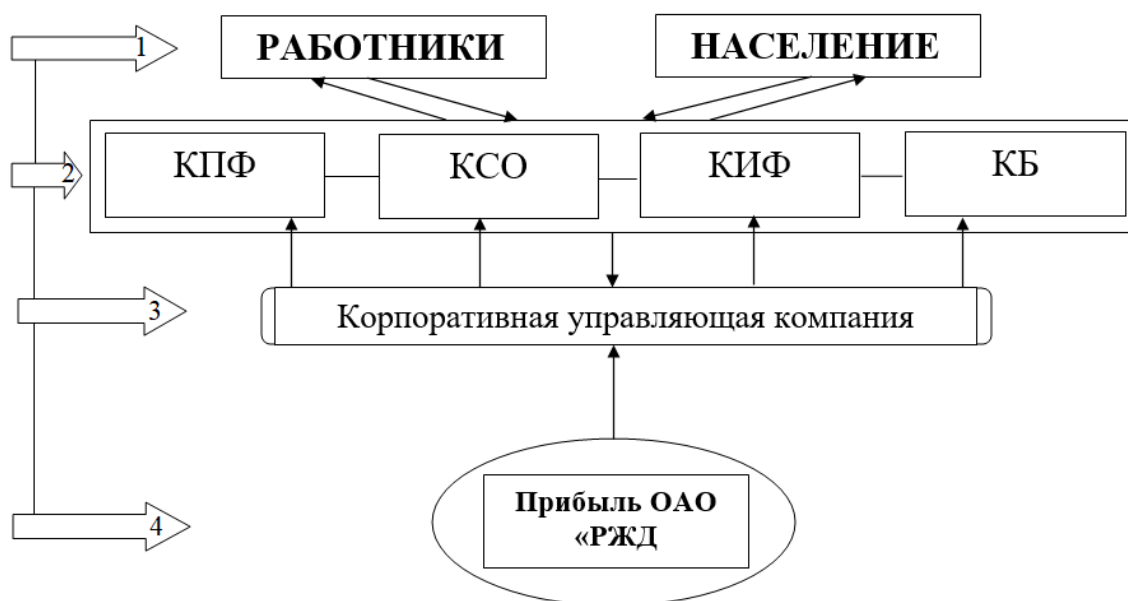 1
РАБОТНИКИ
НАСЕЛЕНИЕ
2
КПФ
КСО
КИФ
КБ
3
Корпоративная управляющая компания
4
Прибыль ОАО
«РЖД